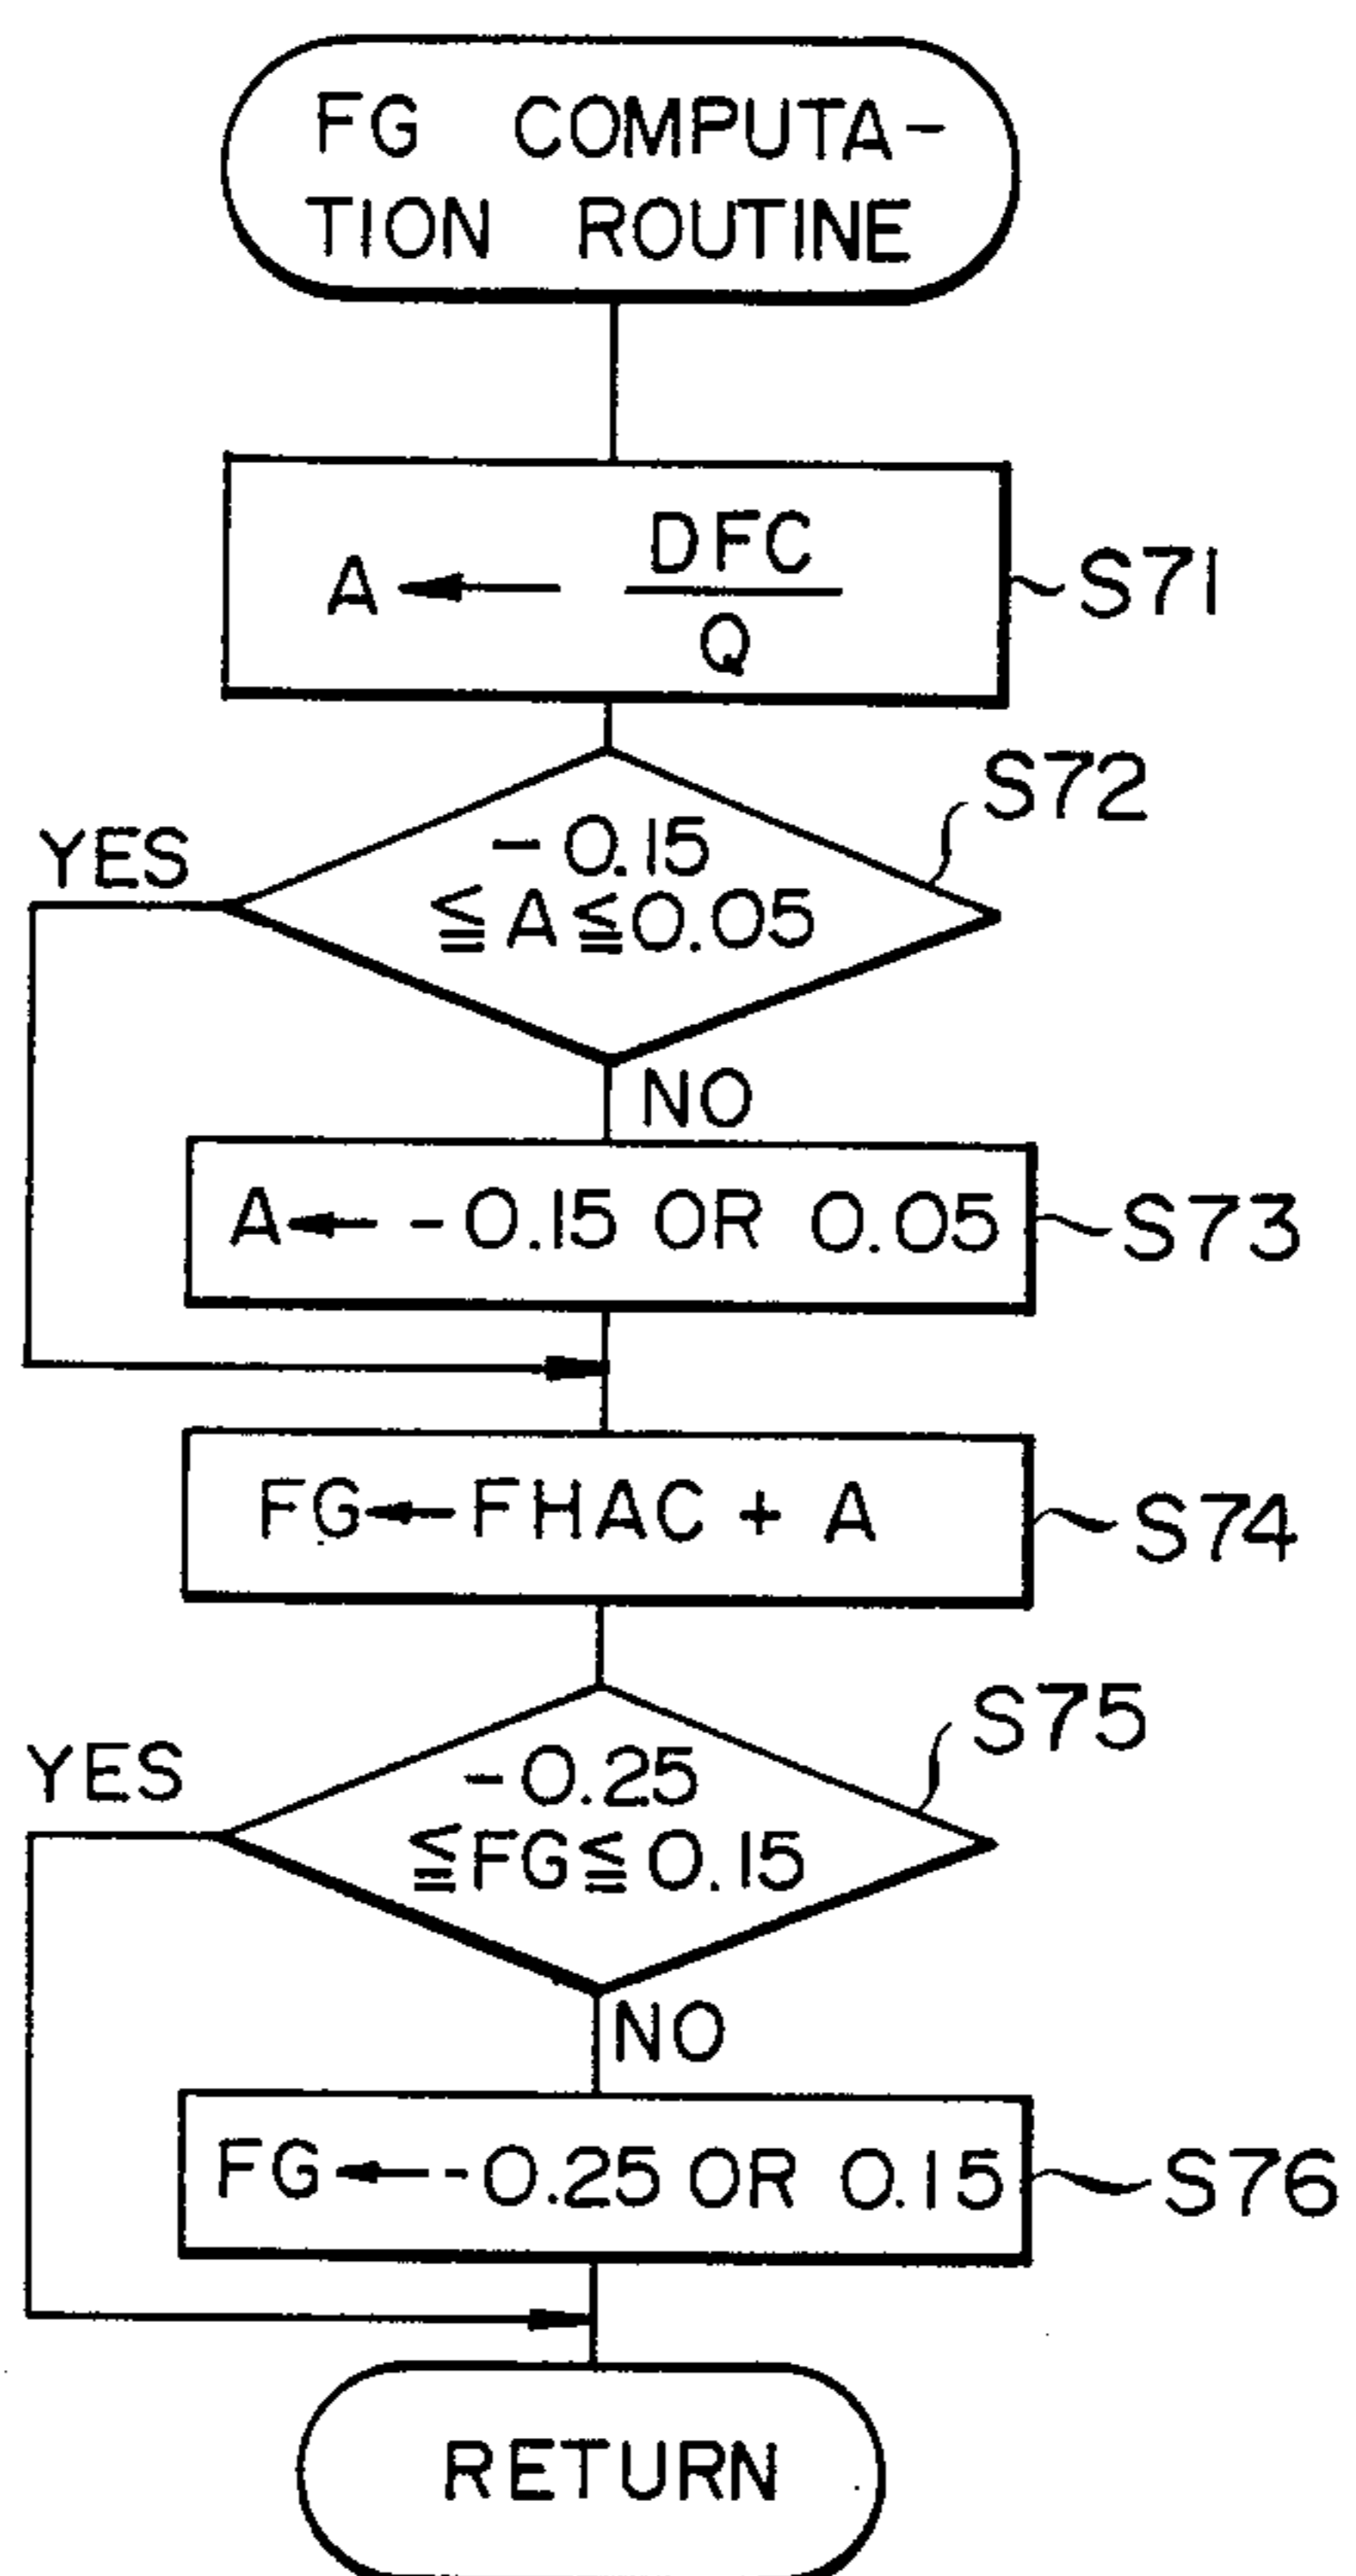 FG COMPUTA-
TION ROUTINE
A ← DFC
Q
S71
S72
YES
-0.15
≦A≦0.05
NO
A← -0.15 OR 0.05
S73
FG←FHAC + A
S74
S75
YES
-0.25
≦FG≦0.15
NO
FG←-0.25 OR 0.15
S76
RETURN